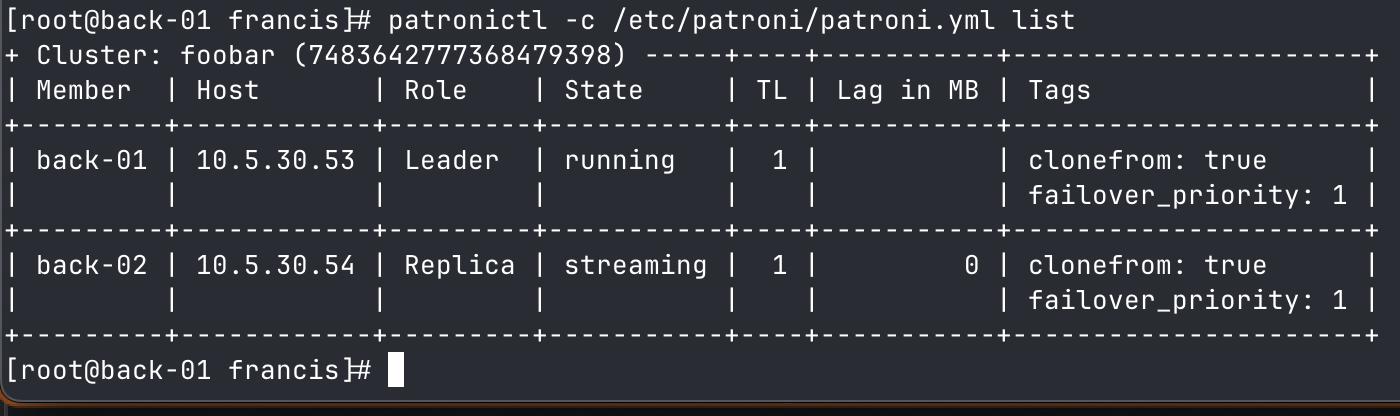 [root@back-01 francis]# patronictl -c /etc/patroni/patroni.yml list
+ Cluster: foobar (7483642777368479398) -----+----+-----------+----------------------+
| Member  | Host       | Role    | State     | TL | Lag in MB | Tags                 |
+---------+------------+---------+-----------+----+-----------+----------------------+
| back-01 | 10.5.30.53 | Leader  | running   |  1 |           | clonefrom: true      |
|         |            |         |           |    |           | failover_priority: 1 |
+---------+------------+---------+-----------+----+-----------+----------------------+
| back-02 | 10.5.30.54 | Replica | streaming |  1 |         0 | clonefrom: true      |
|         |            |         |           |    |           | failover_priority: 1 |
+---------+------------+---------+-----------+----+-----------+----------------------+
[root@back-01 francis]#